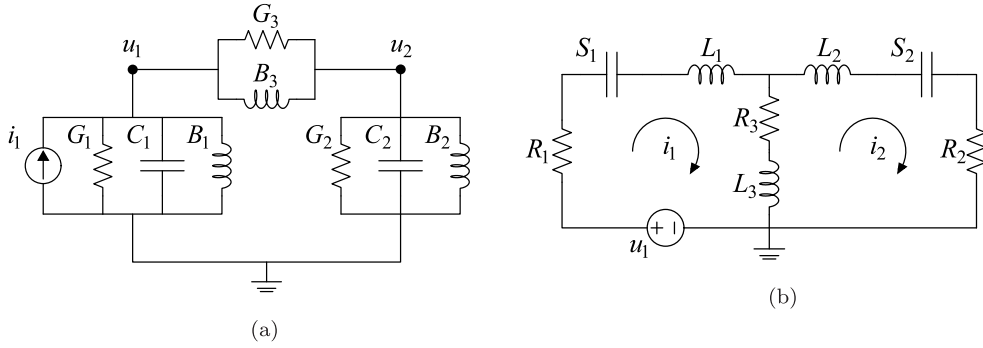 G₃
u₁ u₂
B₃
i₁ G₁ C₁ B₁ G₂ C₂ B₂
(a)
S₁ L₁ L₂ S₂
R₁ i₁ R₃ i₂ R₂
L₃
u₁ + −
(b)